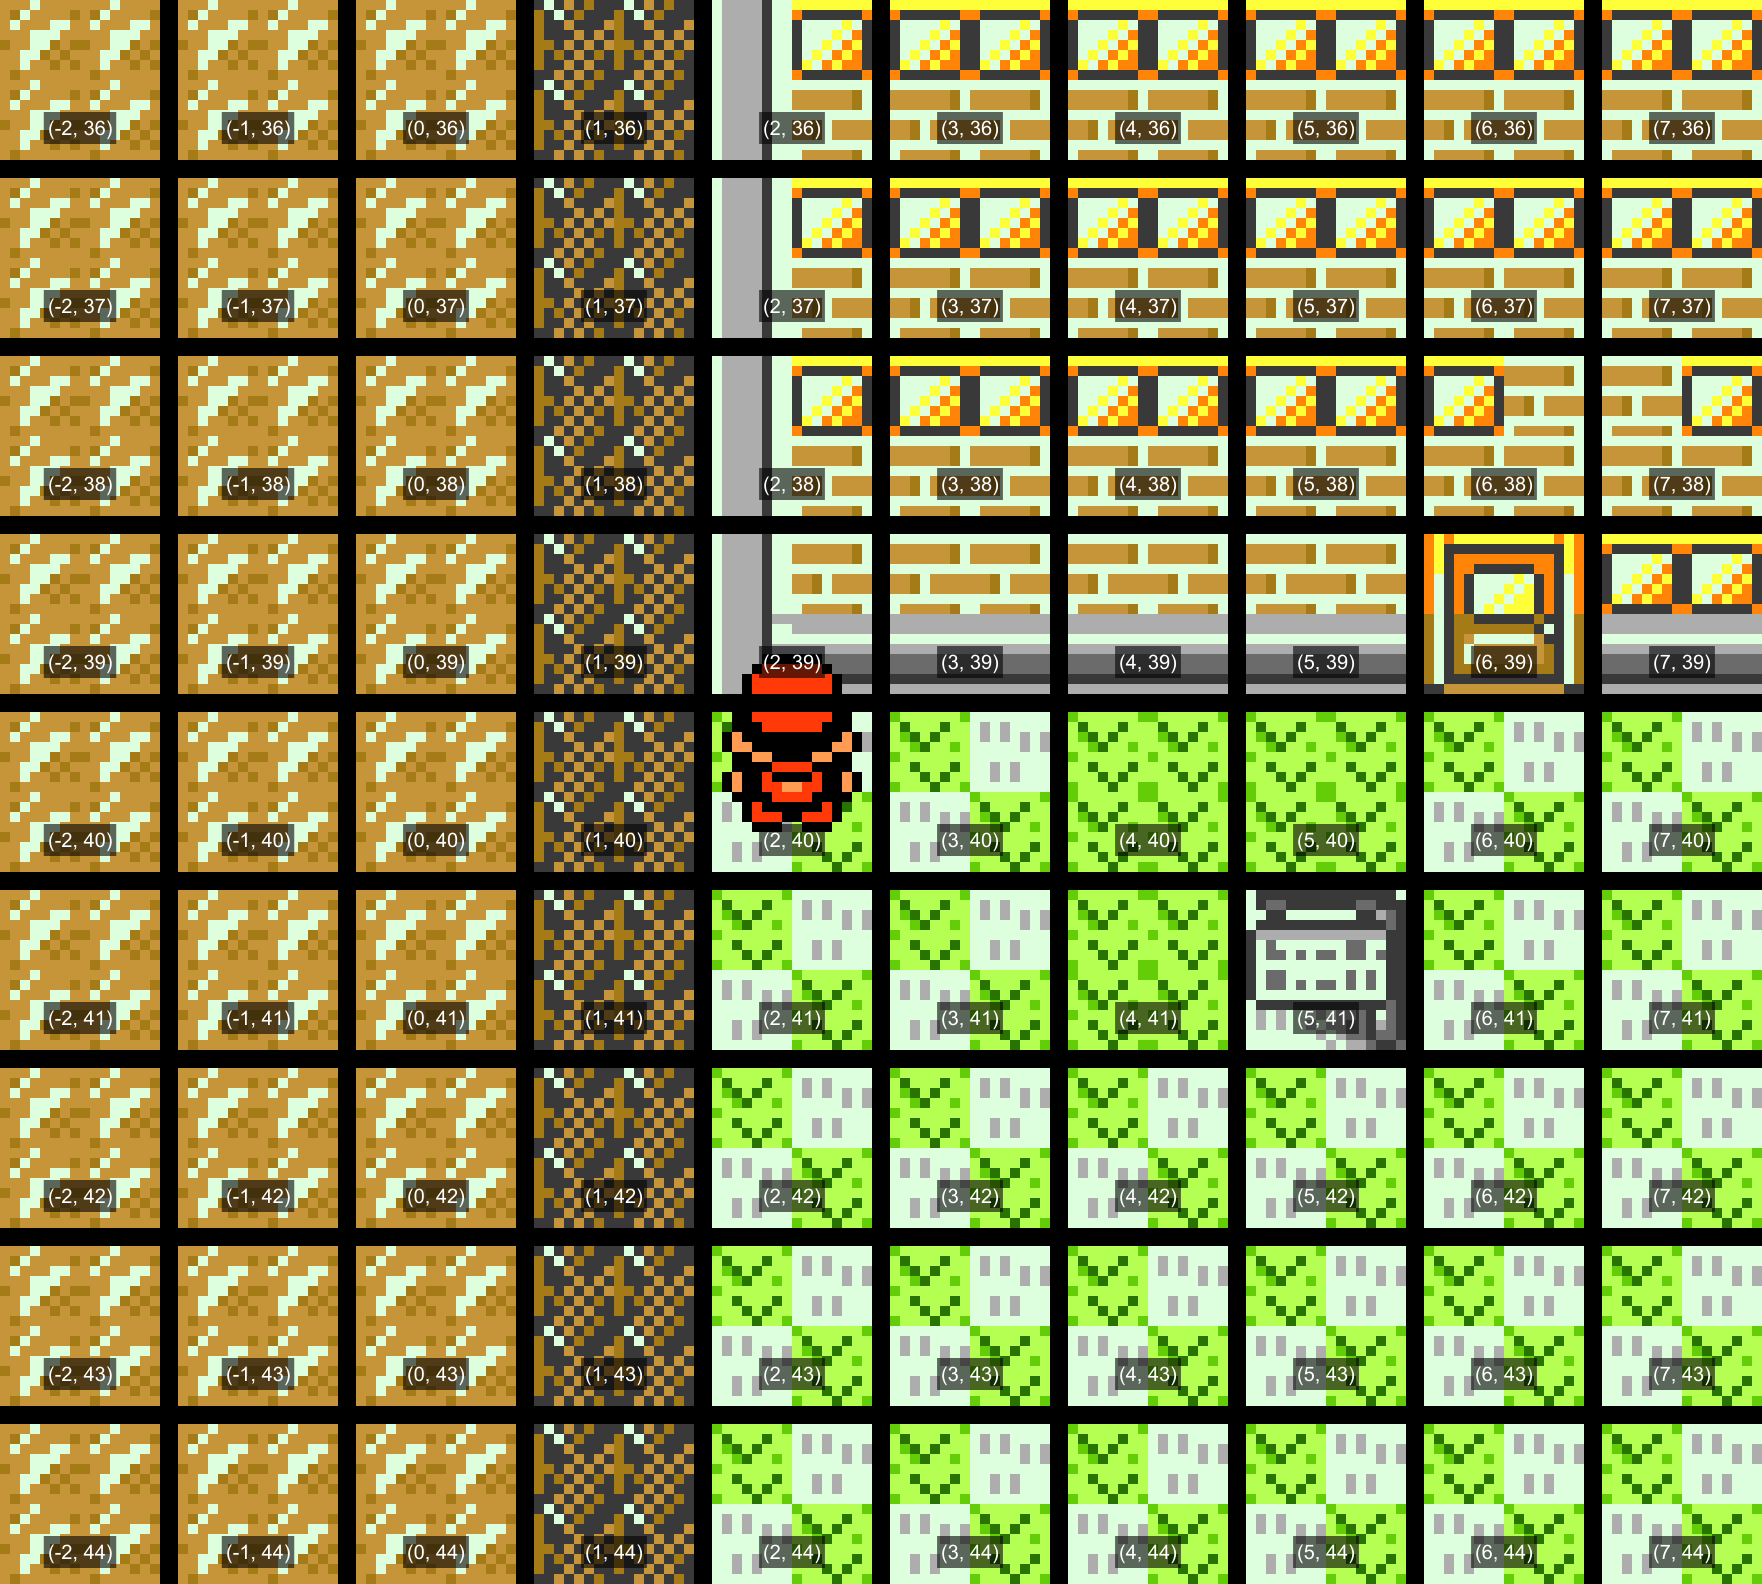 (-2, 36) (-1, 36) (0, 36) (1, 36) (2, 36) (3, 36) (4, 36) (5, 36) (6, 36) (7, 36)
(-2, 37) (-1, 37) (0, 37) (1, 37) (2, 37) (3, 37) (4, 37) (5, 37) (6, 37) (7, 37)
(-2, 38) (-1, 38) (0, 38) (1, 38) (2, 38) (3, 38) (4, 38) (5, 38) (6, 38) (7, 38)
(-2, 39) (-1, 39) (0, 39) (1, 39) (2, 39) (3, 39) (4, 39) (5, 39) (6, 39) (7, 39)
(-2, 40) (-1, 40) (0, 40) (1, 40) (2, 40) (3, 40) (4, 40) (5, 40) (6, 40) (7, 40)
(-2, 41) (-1, 41) (0, 41) (1, 41) (2, 41) (3, 41) (4, 41) (5, 41) (6, 41) (7, 41)
(-2, 42) (-1, 42) (0, 42) (1, 42) (2, 42) (3, 42) (4, 42) (5, 42) (6, 42) (7, 42)
(-2, 43) (-1, 43) (0, 43) (1, 43) (2, 43) (3, 43) (4, 43) (5, 43) (6, 43) (7, 43)
(-2, 44) (-1, 44) (0, 44) (1, 44) (2, 44) (3, 44) (4, 44) (5, 44) (6, 44) (7, 44)